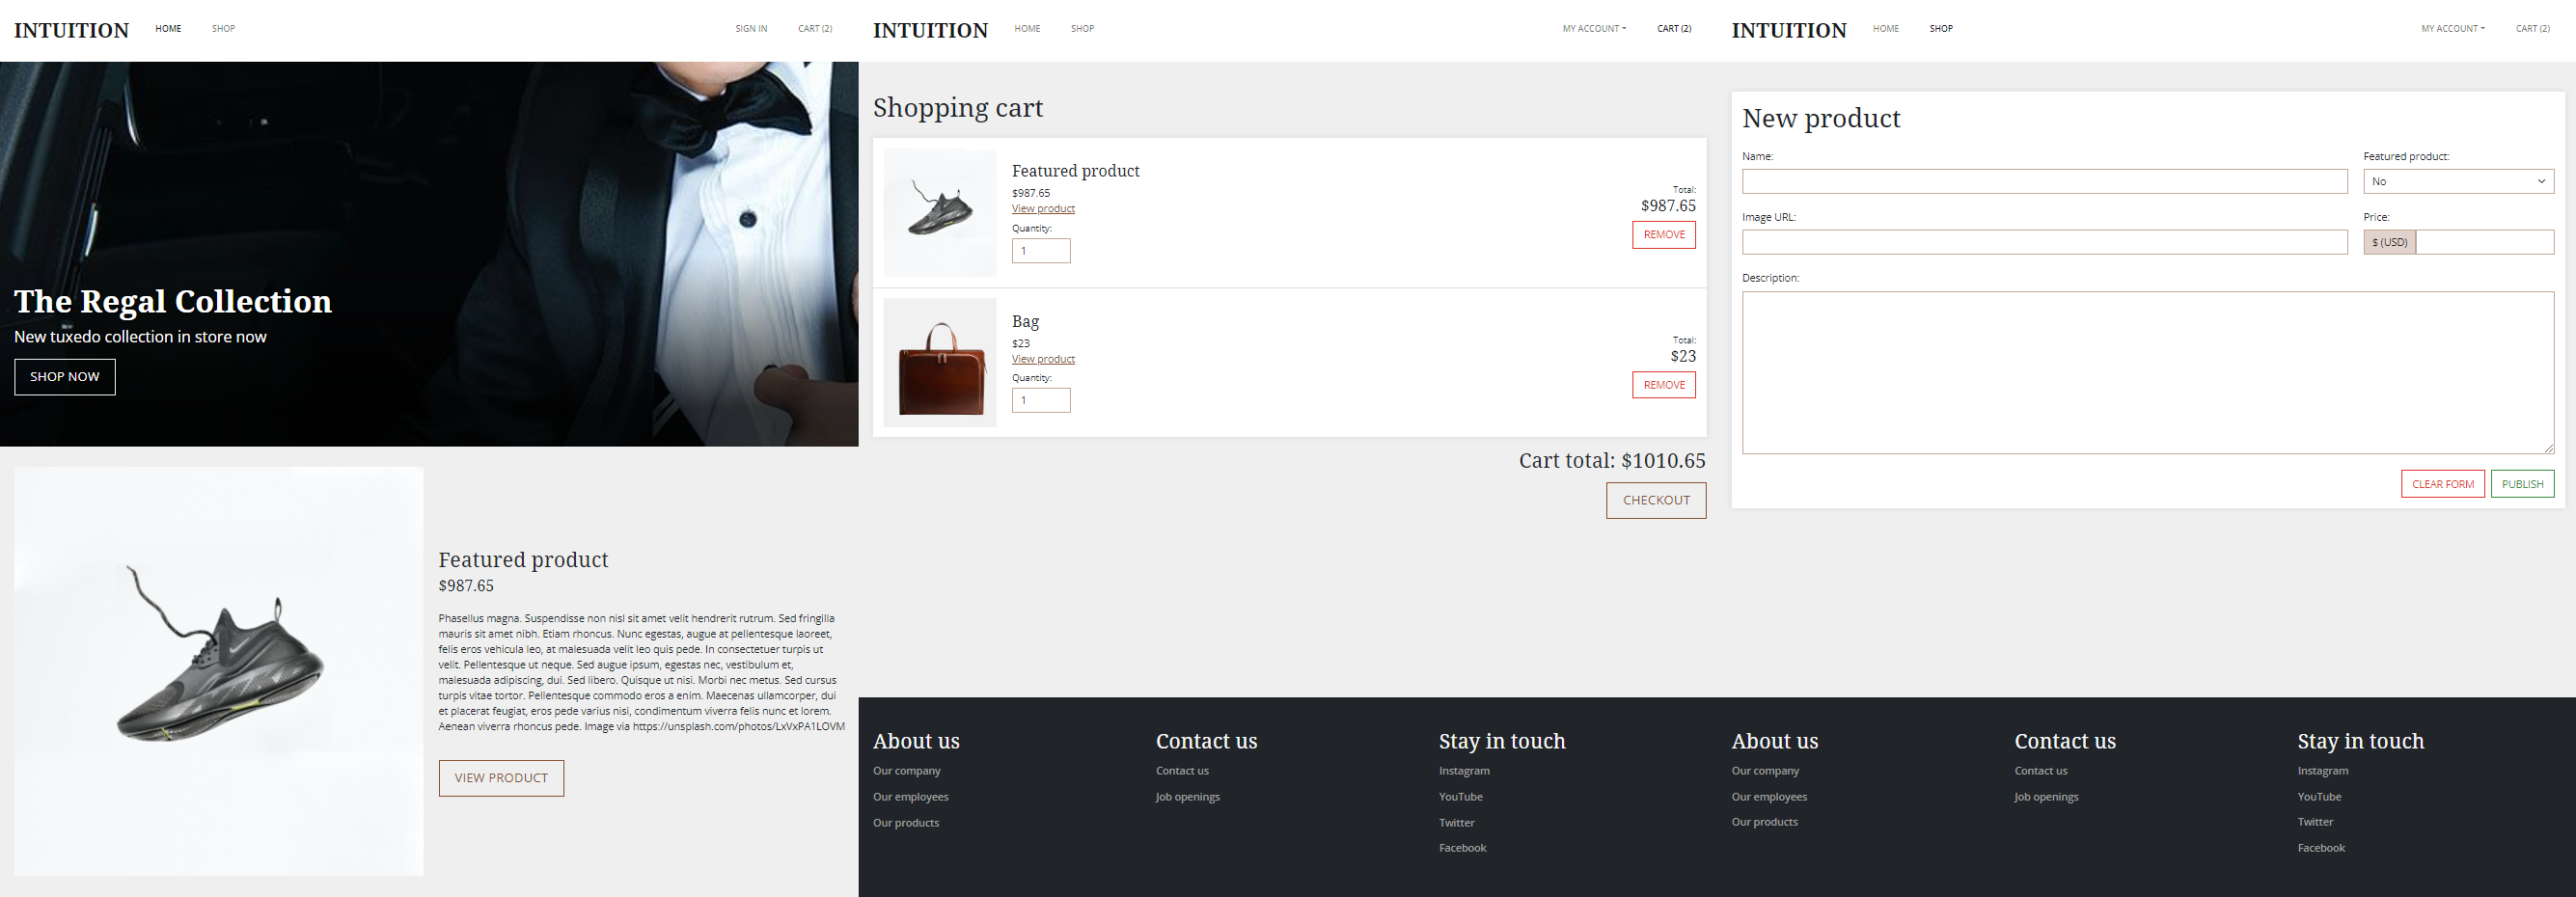 INTUITION
HOME
SHOP
SIGN IN
CART (2)
The Regal Collection
New tuxedo collection in store now
SHOP NOW
Featured product
$987.65
Phasellus magna. Suspendisse non nisl sit amet velit hendrerit rutrum. Sed fringilla
mauris sit amet nibh. Etiam rhoncus. Nunc egestas, augue at pellentesque laoreet,
felis eros vehicula leo, at malesuada velit leo quis pede. In consectetuer turpis ut
velit. Pellentesque ut neque. Sed augue ipsum, egestas nec, vestibulum et,
malesuada adipiscing, dui. Sed libero. Quisque ut nisi. Morbi nec metus. Sed cursus
turpis vitae tortor. Pellentesque commodo eros a enim. Maecenas ullamcorper, dui
et placerat feugiat, eros pede varius nisi, condimentum viverra felis nunc et lorem.
Aenean viverra rhoncus pede. Image via https://unsplash.com/photos/LxVxPA1LOVM
VIEW PRODUCT
INTUITION
HOME
SHOP
MY ACCOUNT
CART (2)
Shopping cart
Featured product
$987.65
View product
Quantity:
1
Total:
$987.65
REMOVE
Bag
$23
View product
Quantity:
1
Total:
$23
REMOVE
Cart total: $1010.65
CHECKOUT
About us
Our company
Our employees
Our products
Contact us
Contact us
Job openings
Stay in touch
Instagram
YouTube
Twitter
Facebook
INTUITION
HOME
SHOP
MY ACCOUNT
CART (2)
New product
Name:
Featured product:
No
Image URL:
Price:
$ (USD)
Description:
CLEAR FORM
PUBLISH
About us
Our company
Our employees
Our products
Contact us
Contact us
Job openings
Stay in touch
Instagram
YouTube
Twitter
Facebook